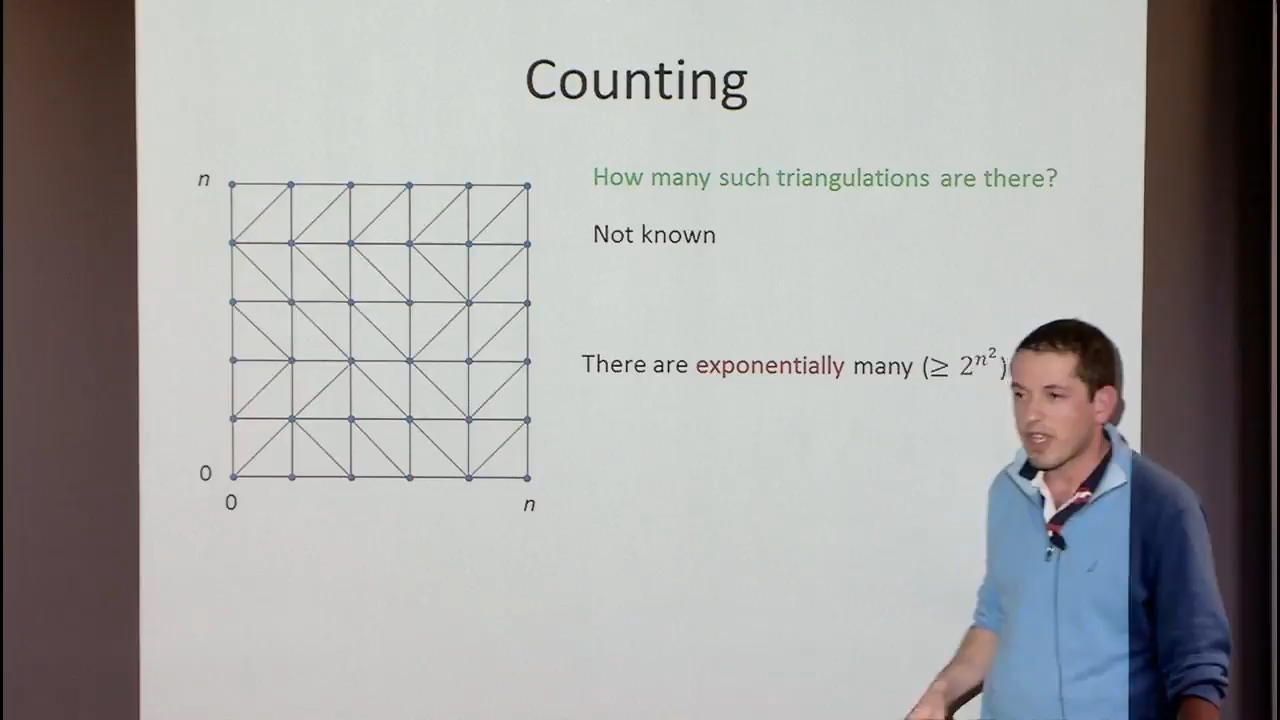 Counting
n
How many such triangulations are there?
Not known
There are exponentially many (≥ 2^{n^2})
0
0
n